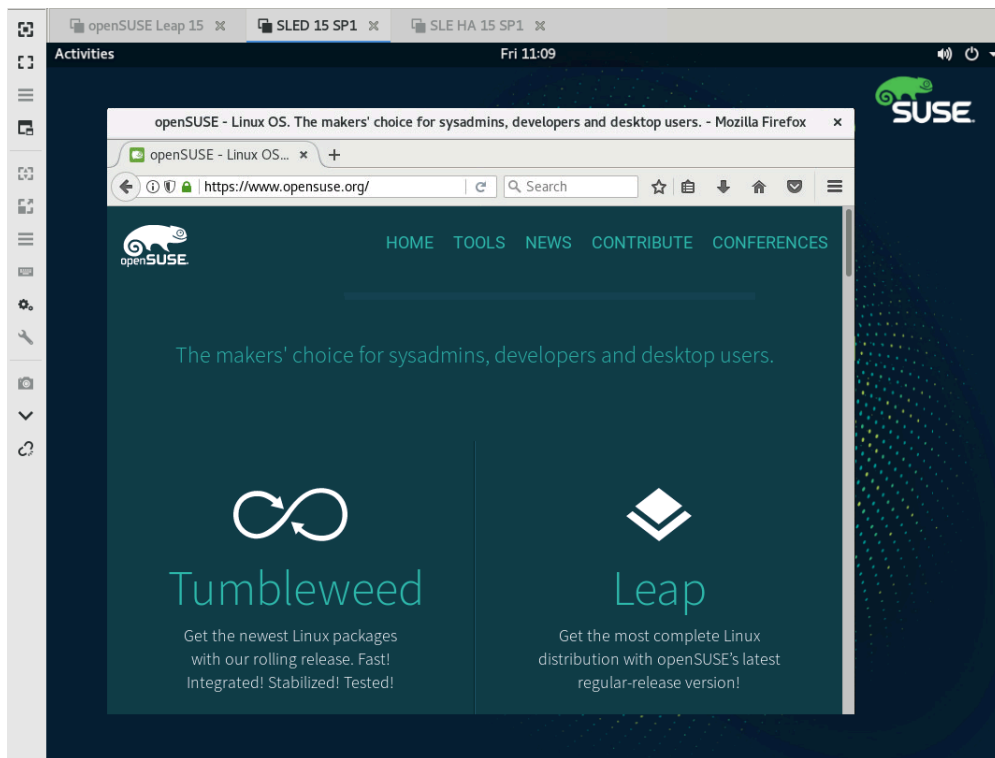 openSUSE Leap 15
SLED 15 SP1
SLE HA 15 SP1
Activities
Fri 11:09
SUSE
openSUSE - Linux OS. The makers' choice for sysadmins, developers and desktop users. - Mozilla Firefox
openSUSE - Linux OS...
https://www.opensuse.org/
Search
openSUSE
HOME TOOLS NEWS CONTRIBUTE CONFERENCES
The makers' choice for sysadmins, developers and desktop users.
Tumbleweed
Get the newest Linux packages
with our rolling release. Fast!
Integrated! Stabilized! Tested!
Leap
Get the most complete Linux
distribution with openSUSE's latest
regular-release version!